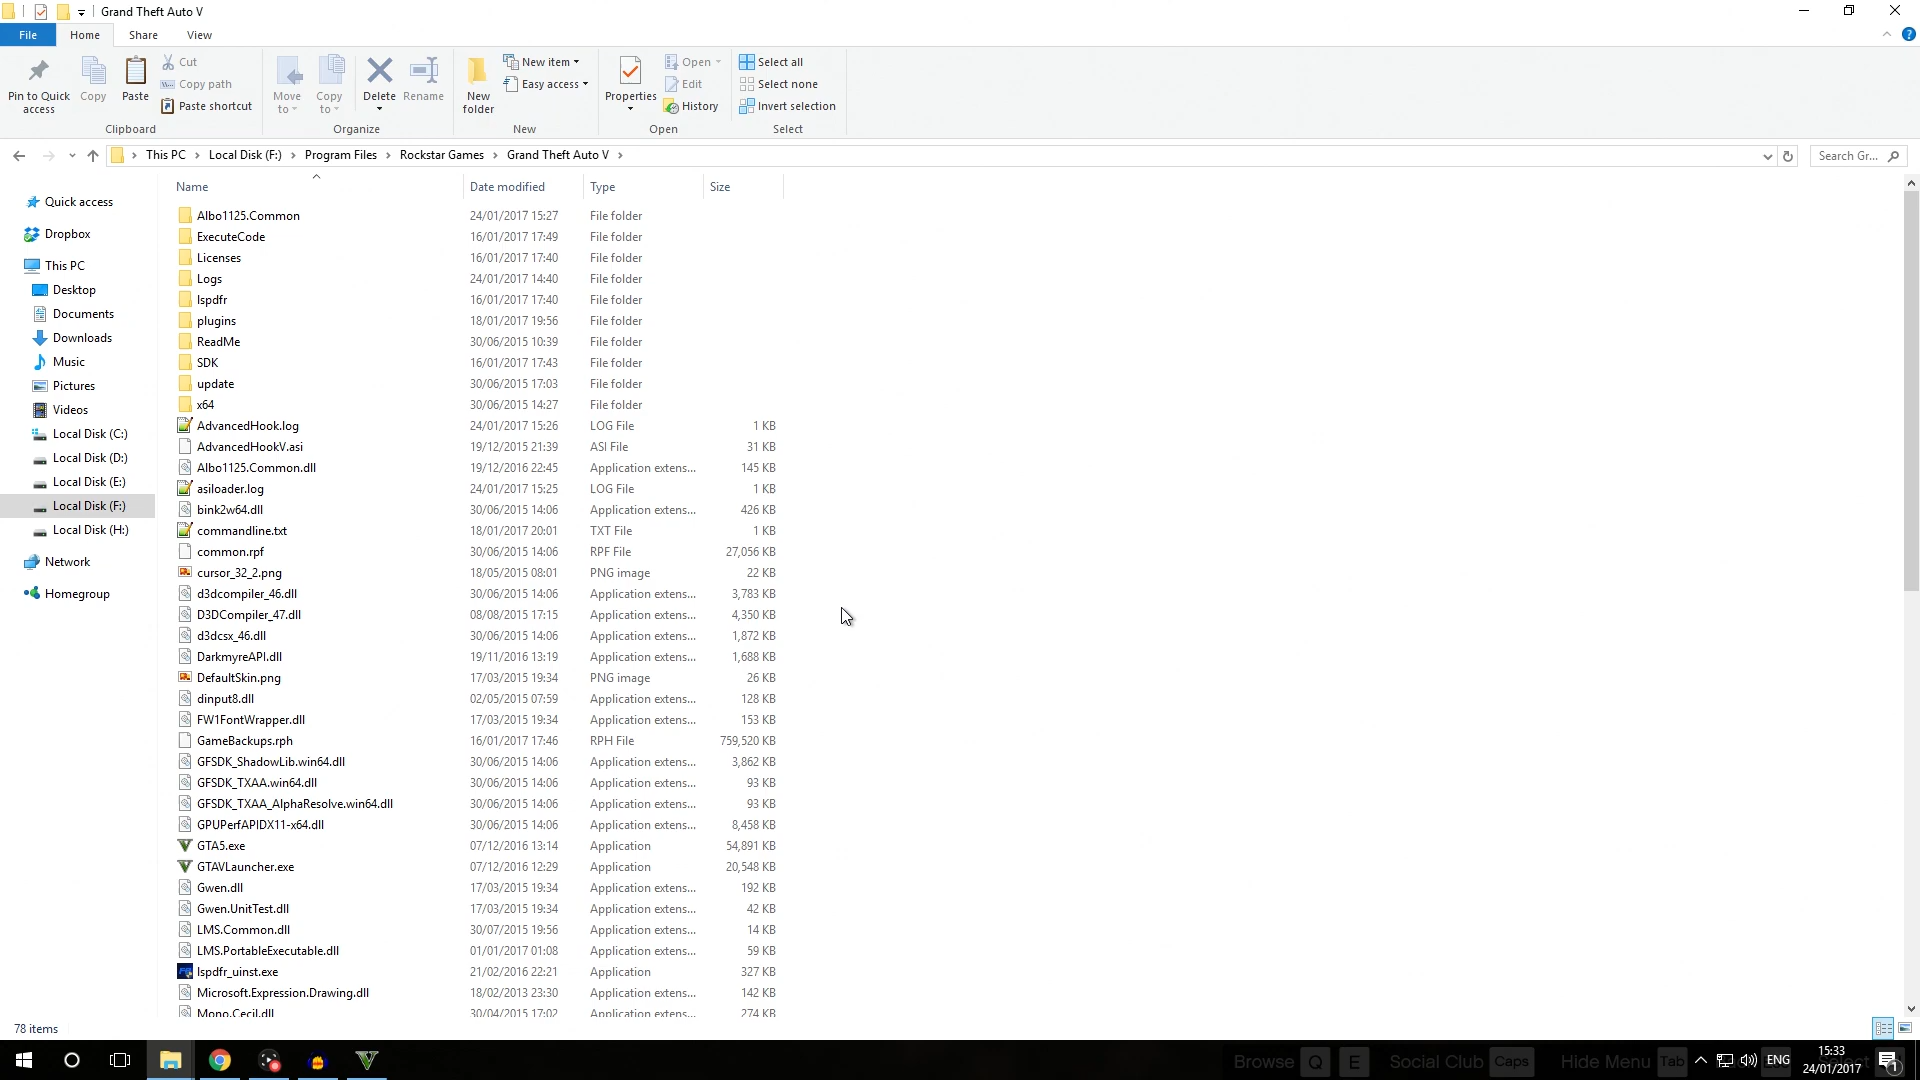 Grand Theft Auto V
File Home Share View
Pin to Quick access
Copy
Paste
Cut
Copy path
Paste shortcut
Clipboard
Move to
Copy to
Delete
Rename
Organize
New folder
New item
Easy access
New
Properties
Open
Edit
History
Open
Select all
Select none
Invert selection
Select
This PC Local Disk (F:) Program Files Rockstar Games Grand Theft Auto V
Search Gr...
Quick access
Dropbox
This PC
Desktop
Documents
Downloads
Music
Pictures
Videos
Local Disk (C:)
Local Disk (D:)
Local Disk (E:)
Local Disk (F:)
Local Disk (H:)
Network
Homegroup
Name Date modified Type Size
Albo1125.Common 24/01/2017 15:27 File folder
ExecuteCode 16/01/2017 17:49 File folder
Licenses 16/01/2017 17:40 File folder
Logs 24/01/2017 14:40 File folder
lspdfr 16/01/2017 17:40 File folder
plugins 18/01/2017 19:56 File folder
ReadMe 30/06/2015 10:39 File folder
SDK 16/01/2017 17:43 File folder
update 30/06/2015 17:03 File folder
x64 30/06/2015 14:27 File folder
AdvancedHook.log 24/01/2017 15:26 LOG File 1 KB
AdvancedHookV.asi 19/12/2015 21:39 ASI File 31 KB
Albo1125.Common.dll 19/12/2016 22:45 Application extens... 145 KB
asiloader.log 24/01/2017 15:25 LOG File 1 KB
bink2w64.dll 30/06/2015 14:06 Application extens... 426 KB
commandline.txt 18/01/2017 20:01 TXT File 1 KB
common.rpf 30/06/2015 14:06 RPF File 27,056 KB
cursor_32_2.png 18/05/2015 08:01 PNG image 22 KB
d3dcompiler_46.dll 30/06/2015 14:06 Application extens... 3,783 KB
D3DCompiler_47.dll 08/08/2015 17:15 Application extens... 4,350 KB
d3dcsx_46.dll 30/06/2015 14:06 Application extens... 1,872 KB
DarkmyreAPI.dll 19/11/2016 13:19 Application extens... 1,688 KB
DefaultSkin.png 17/03/2015 19:34 PNG image 26 KB
dinput8.dll 02/05/2015 07:59 Application extens... 128 KB
FW1FontWrapper.dll 17/03/2015 19:34 Application extens... 153 KB
GameBackups.rph 16/01/2017 17:46 RPH File 759,520 KB
GFSDK_ShadowLib.win64.dll 30/06/2015 14:06 Application extens... 3,862 KB
GFSDK_TXAA.win64.dll 30/06/2015 14:06 Application extens... 93 KB
GFSDK_TXAA_AlphaResolve.win64.dll 30/06/2015 14:06 Application extens... 93 KB
GPUPerfAPIDX11-x64.dll 30/06/2015 14:06 Application extens... 8,458 KB
GTA5.exe 07/12/2016 13:14 Application 54,891 KB
GTAVLauncher.exe 07/12/2016 12:29 Application 20,548 KB
Gwen.dll 17/03/2015 19:34 Application extens... 192 KB
Gwen.UnitTest.dll 17/03/2015 19:34 Application extens... 42 KB
LMS.Common.dll 30/07/2015 19:56 Application extens... 14 KB
LMS.PortableExecutable.dll 01/01/2017 01:08 Application extens... 59 KB
lspdfr_uinst.exe 21/02/2016 22:21 Application 327 KB
Microsoft.Expression.Drawing.dll 18/02/2013 23:30 Application extens... 142 KB
Mono.Cecil.dll 30/04/2015 17:02 Application extens... 274 KB
78 items
Browse Q E Social Club Caps Hide Menu Tab ENG
15:33
24/01/2017
Select
1